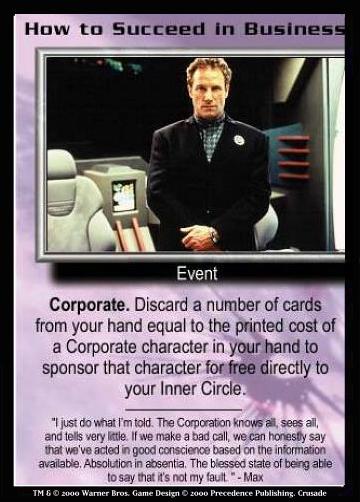 How to Succeed in Business
Event
Corporate. Discard a number of cards
from your hand equal to the printed cost of
a Corporate character in your hand to
sponsor that character for free directly to
your Inner Circle.
"I just do what I'm told. The Corporation knows all, sees all,
and tells very little. If we make a bad call, we can honestly say
that we've acted in good conscience based on the information
available. Absolution in absentia. The blessed state of being able
to say that it's not my fault. " - Max
TM & © 2000 Warner Bros. Game Design © 2000 Precedence Publishing. Crusade